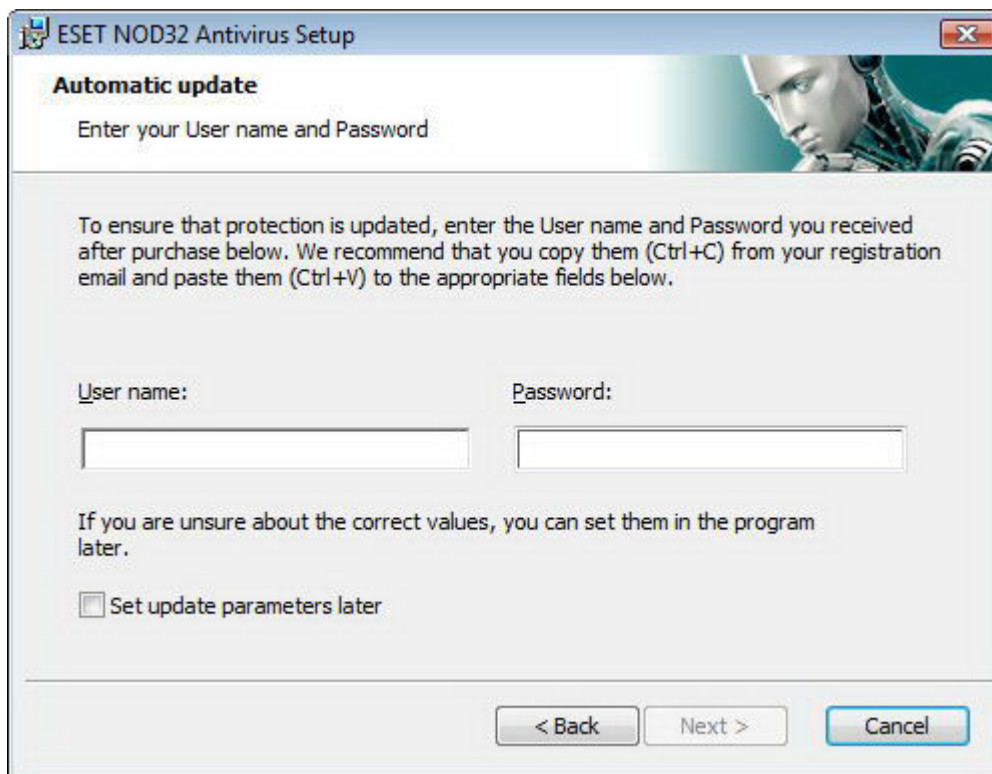 ESET NOD32 Antivirus Setup
Automatic update
Enter your User name and Password
To ensure that protection is updated, enter the User name and Password you received
after purchase below. We recommend that you copy them (Ctrl+C) from your registration
email and paste them (Ctrl+V) to the appropriate fields below.
User name:
Password:
If you are unsure about the correct values, you can set them in the program
later.
Set update parameters later
< Back
Next >
Cancel